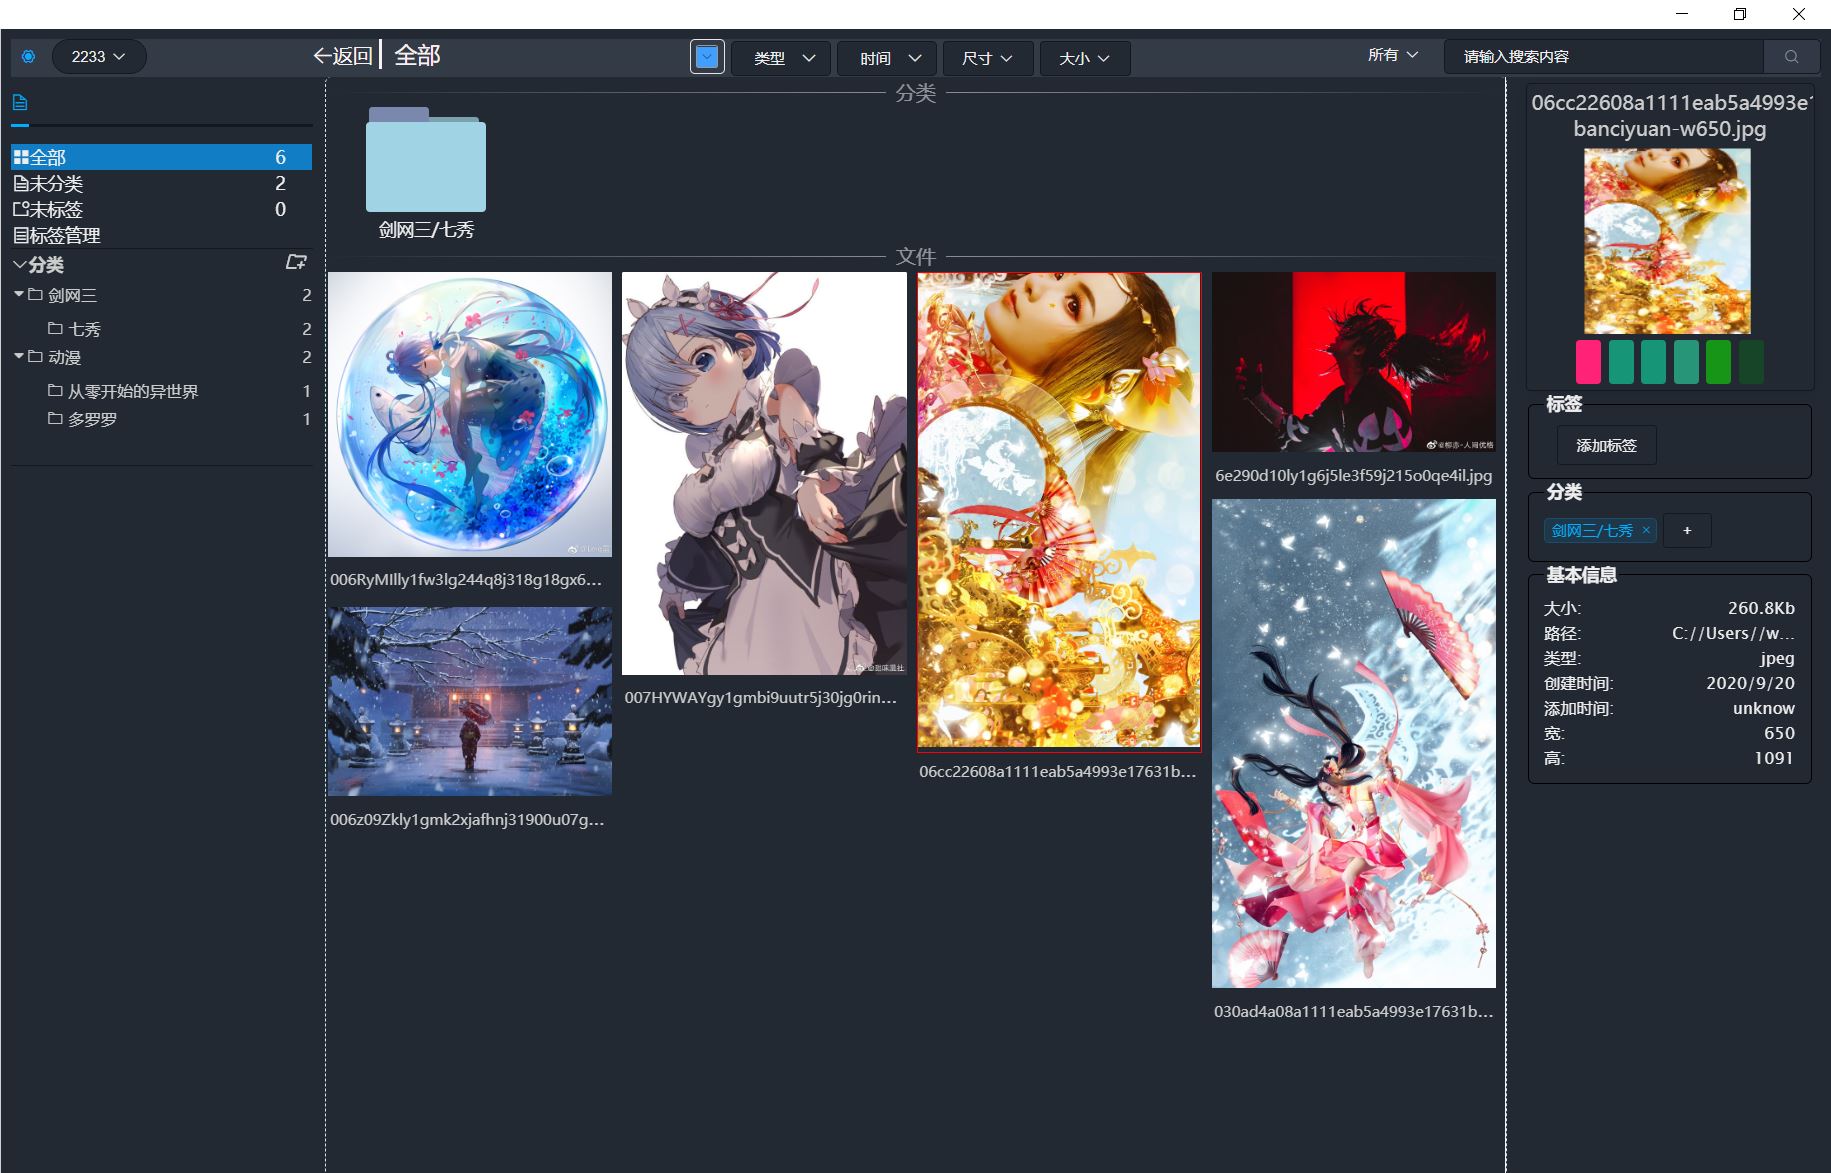 2233
返回
全部
类型
时间
尺寸
大小
所有
请输入搜索内容
全部 6
未分类 2
未标签 0
标签管理
分类
剑网三 2
七秀 2
动漫 2
从零开始的异世界 1
多罗罗 1
分类
剑网三/七秀
文件
006RyMIlly1fw3lg244q8j318g18gx6...
006z09Zkly1gmk2xjafhnj31900u07g...
007HYWAYgy1gmbi9uutr5j30jg0rin...
06cc22608a1111eab5a4993e17631b...
6e290d10ly1g6j5le3f59j215o0qe4il.jpg
030ad4a08a1111eab5a4993e17631b...
06cc22608a1111eab5a4993e1
banciyuan-w650.jpg
标签
添加标签
分类
剑网三/七秀 × +
基本信息
大小: 260.8Kb
路径: C://Users//w...
类型: jpeg
创建时间: 2020/9/20
添加时间: unknow
宽: 650
高: 1091